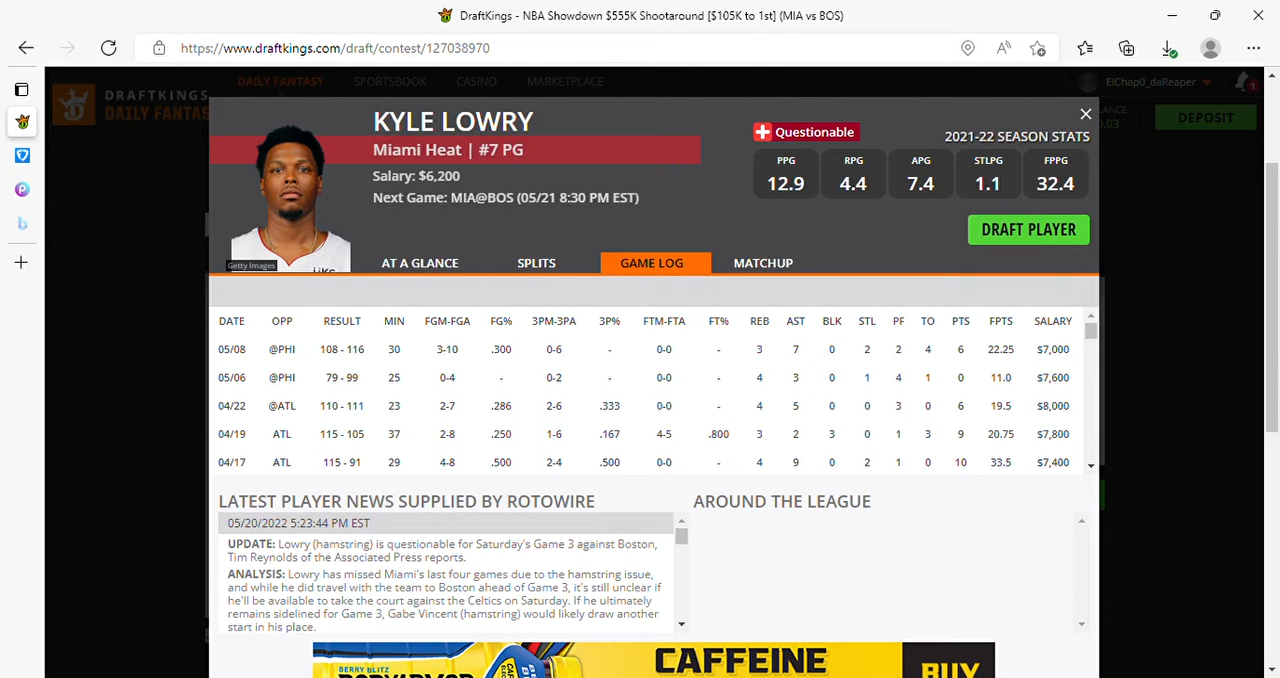 DraftKings - NBA Showdown $555K Shootaround [$105K to 1st] (MIA vs BOS)
https://www.draftkings.com/draft/contest/127038970
DRAFTKINGS DAILY FANTASY SPORTSBOOK CASINO MARKETPLACE ElChap0_daReaper
DAILY FANTAS
DEPOSIT
KYLE LOWRY
Miami Heat | #7 PG
Salary: $6,200
Next Game: MIA@BOS (05/21 8:30 PM EST)
Getty Images
Questionable 2021-22 SEASON STATS
PPG RPG APG STLPG FPPG
12.9 4.4 7.4 1.1 32.4
DRAFT PLAYER
AT A GLANCE SPLITS GAME LOG MATCHUP
DATE OPP RESULT MIN FGM-FGA FG% 3PM-3PA 3P% FTM-FTA FT% REB AST BLK STL PF TO PTS FPTS SALARY
05/08 @PHI 108 - 116 30 3-10 .300 0-6 - 0-0 - 3 7 0 2 2 4 6 22.25 $7,000
05/06 @PHI 79 - 99 25 0-4 - 0-2 - 0-0 - 4 3 0 1 4 1 0 11.0 $7,600
04/22 @ATL 110 - 111 23 2-7 .286 2-6 .333 0-0 - 4 5 0 0 3 0 6 19.5 $8,000
04/19 ATL 115 - 105 37 2-8 .250 1-6 .167 4-5 .800 3 2 3 0 1 3 9 20.75 $7,800
04/17 ATL 115 - 91 29 4-8 .500 2-4 .500 0-0 - 4 9 0 2 1 0 10 33.5 $7,400
LATEST PLAYER NEWS SUPPLIED BY ROTOWIRE
05/20/2022 5:23:44 PM EST
UPDATE: Lowry (hamstring) is questionable for Saturday's Game 3 against Boston,
Tim Reynolds of the Associated Press reports.
ANALYSIS: Lowry has missed Miami's last four games due to the hamstring issue,
and while he did travel with the team to Boston ahead of Game 3, it's still unclear if
he'll be available to take the court against the Celtics on Saturday. If he ultimately
remains sidelined for Game 3, Gabe Vincent (hamstring) would likely draw another
start in his place.
AROUND THE LEAGUE
BERRY BLITZ
CAFFEINE
BUY